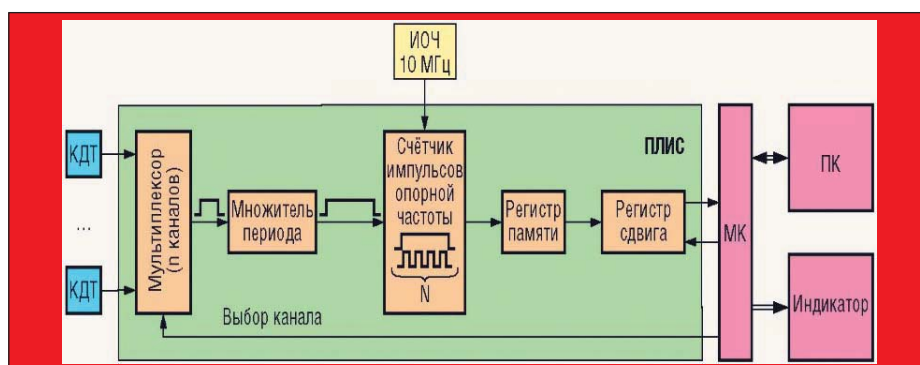 ИОЧ
10 МГц
ПЛИС
КДТ
...
КДТ
Мультиплексор
(n каналов)
Множитель
периода
Счётчик
импульсов
опорной
частоты
N
Регистр
памяти
Регистр
сдвига
МК
ПК
Индикатор
Выбор канала